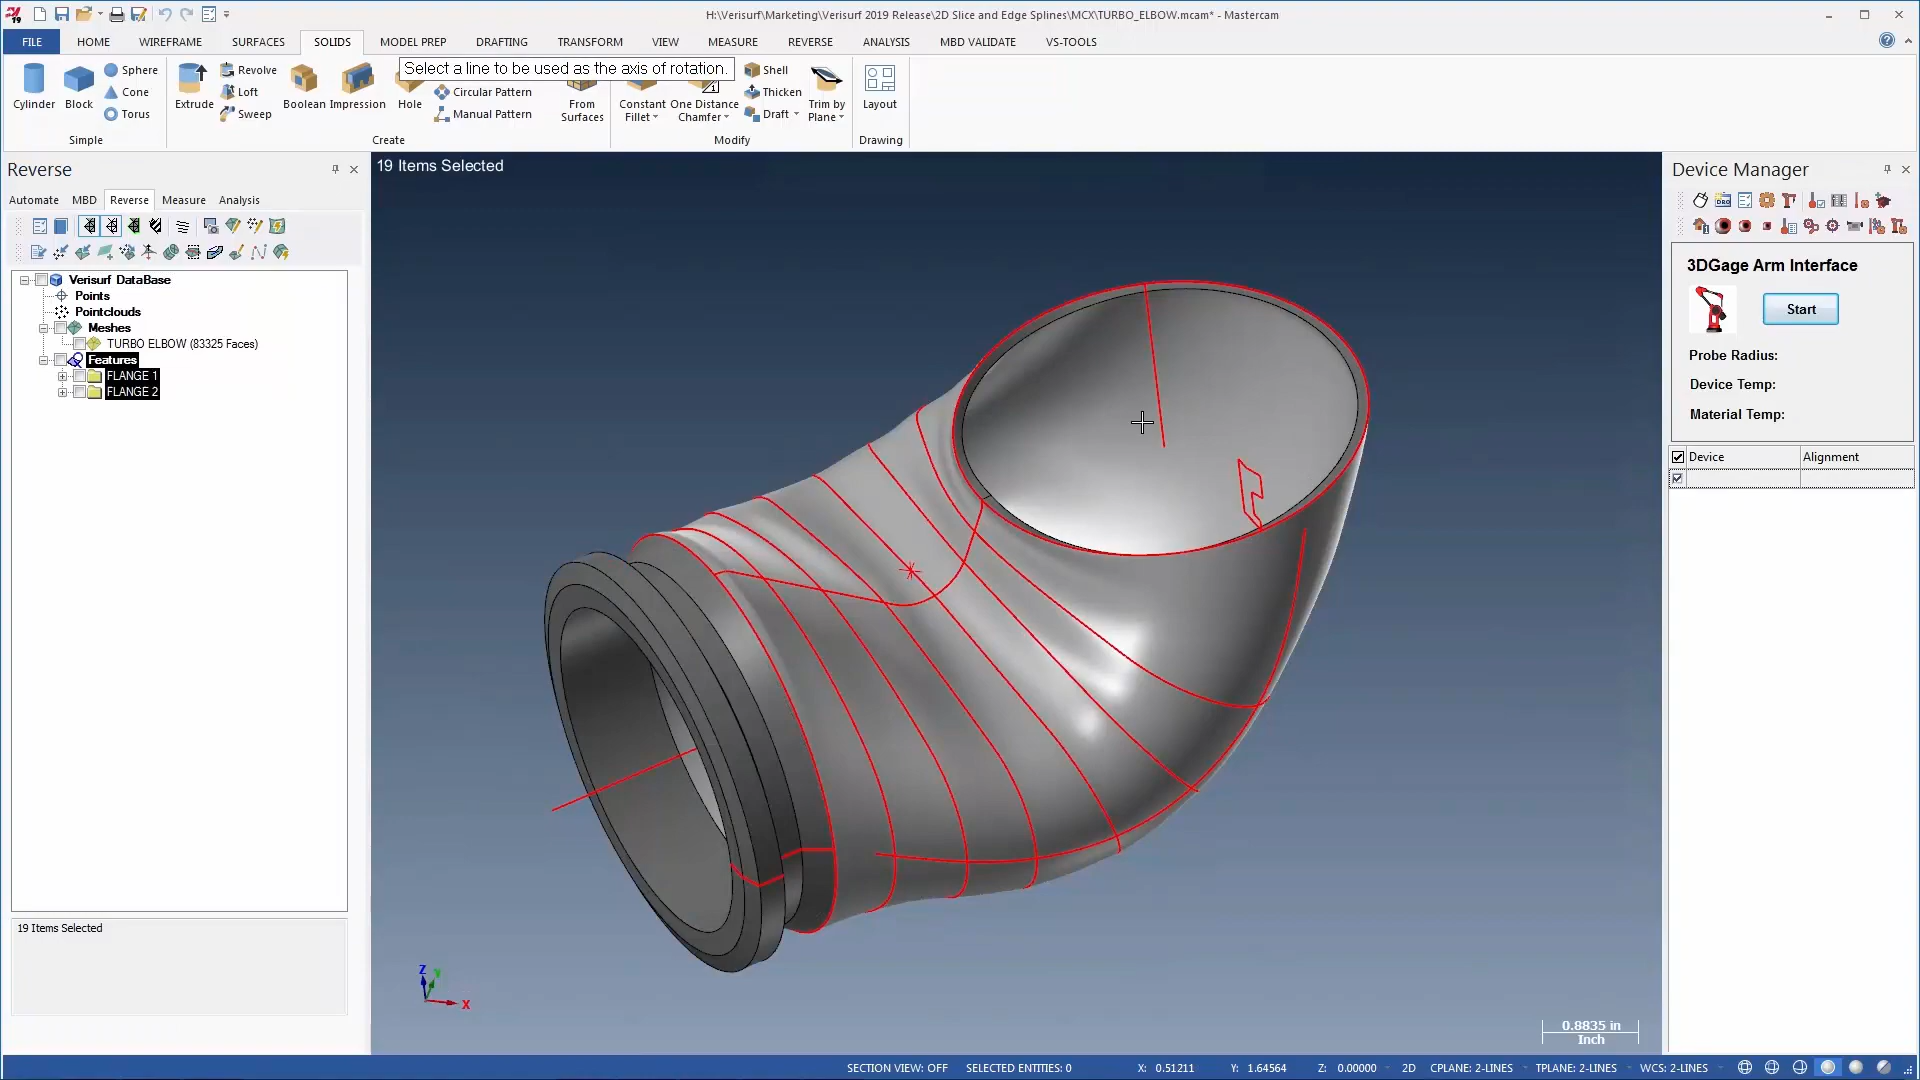 H:\Verisurf\Marketing\Verisurf 2019 Release\2D Slice and Edge Splines\MCX\TURBO_ELBOW.mcam* - Mastercam
FILE HOME WIREFRAME SURFACES SOLIDS MODEL PREP DRAFTING TRANSFORM VIEW MEASURE REVERSE ANALYSIS MBD VALIDATE VS-TOOLS
Select a line to be used as the axis of rotation.
Sphere Revolve Shell
Cone Loft Circular Pattern Thicken
Cylinder Block Extrude Boolean Impression Hole From Surfaces Constant Fillet One Distance Chamfer Trim by Plane Layout
Torus Sweep Manual Pattern Draft
Simple Create Modify Drawing
Reverse
Automate MBD Reverse Measure Analysis
Verisurf DataBase
Points
Pointclouds
Meshes
TURBO ELBOW (83325 Faces)
Features
FLANGE 1
FLANGE 2
19 Items Selected
19 Items Selected
Z
Y
X
0.8835 in
Inch
Device Manager
DRO
3DGage Arm Interface
Start
Probe Radius:
Device Temp:
Material Temp:
Device Alignment
SECTION VIEW: OFF SELECTED ENTITIES: 0 X: 0.51211 Y: 1.64564 Z: 0.00000 2D CPLANE: 2-LINES TPLANE: 2-LINES WCS: 2-LINES